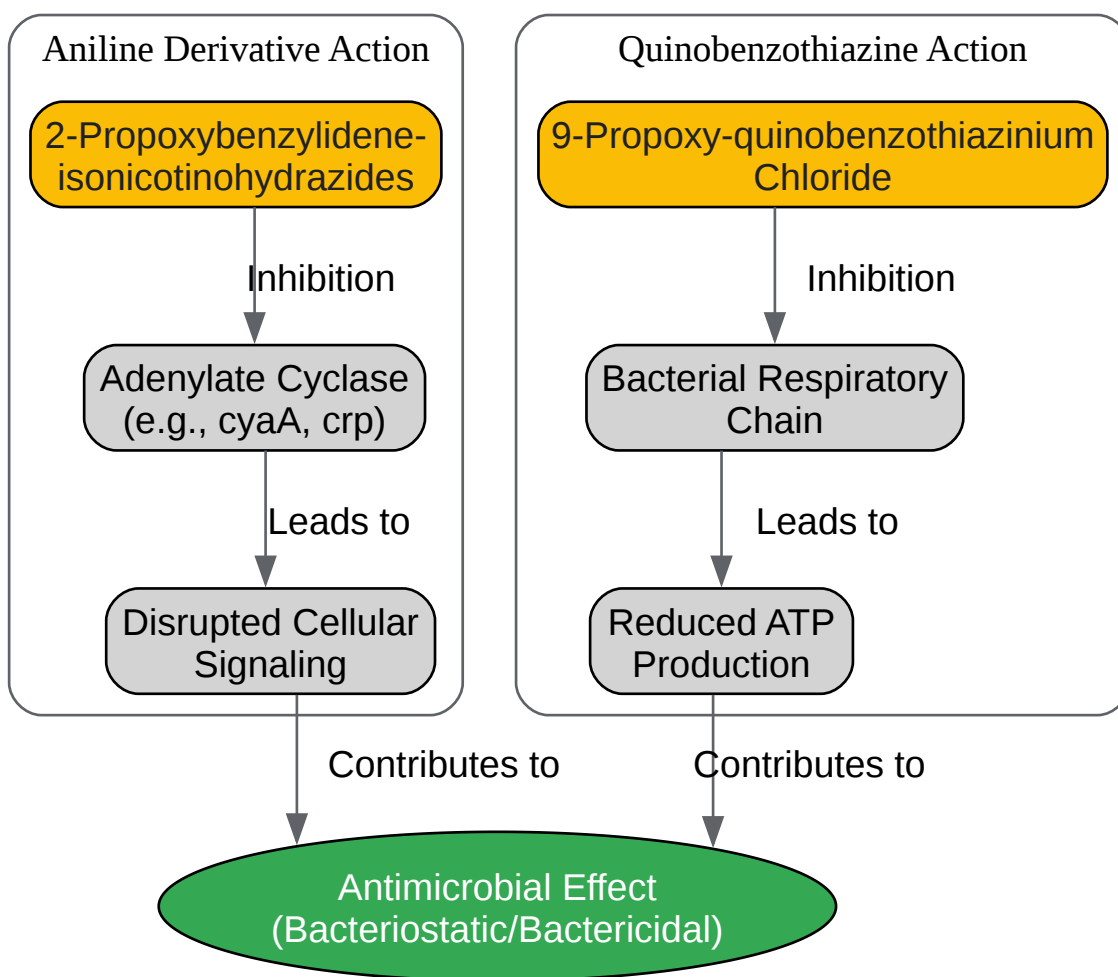 Aniline Derivative Action
2-Propoxybenzylidene-
isonicotinohydrazides
Inhibition
Adenylate Cyclase
(e.g., cyaA, crp)
Leads to
Disrupted Cellular
Signaling
Contributes to
Quinobenzothiazine Action
9-Propoxy-quinobenzothiazinium
Chloride
Inhibition
Bacterial Respiratory
Chain
Leads to
Reduced ATP
Production
Contributes to
Antimicrobial Effect
(Bacteriostatic/Bactericidal)